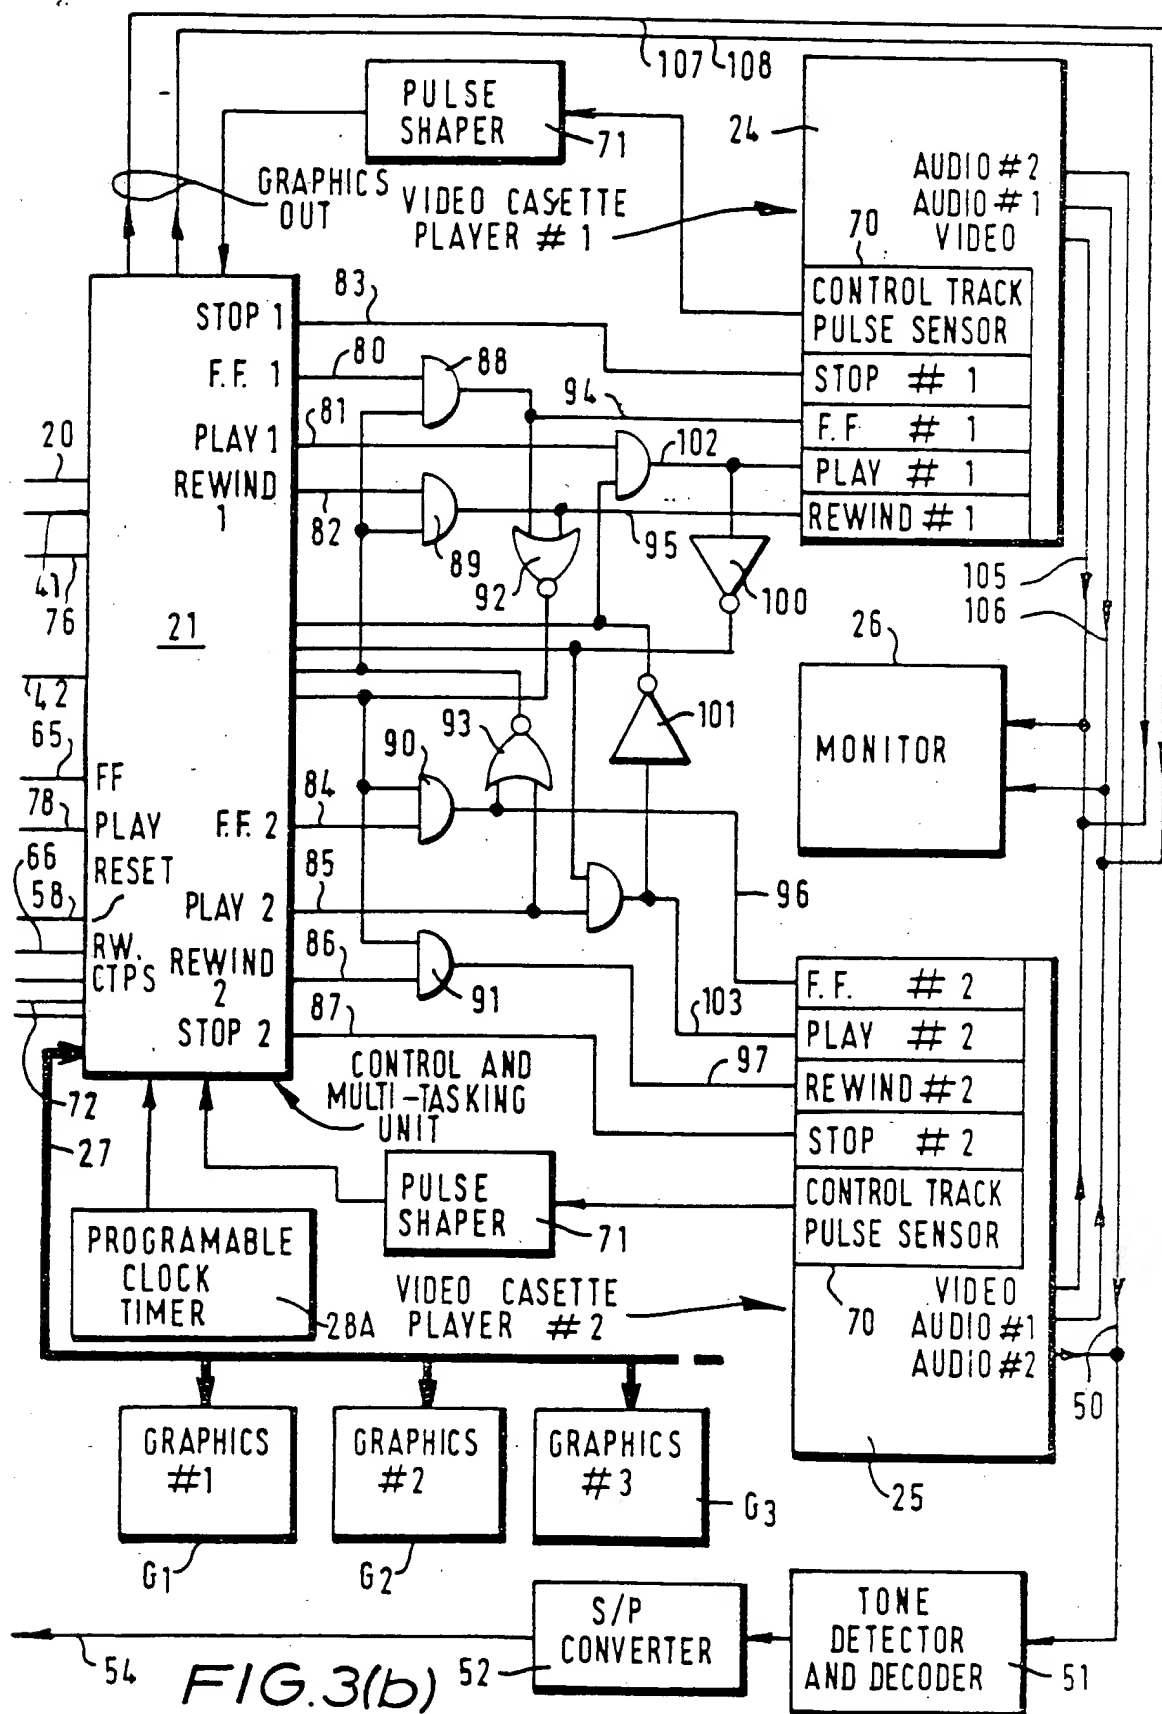 107 108
PULSE
SHAPER
71
24
GRAPHICS
OUT
VIDEO CASETTE
PLAYER # 1
AUDIO # 2
AUDIO # 1
VIDEO
70
CONTROL TRACK
PULSE SENSOR
STOP # 1
F.F # 1
PLAY # 1
REWIND # 1
STOP 1
83
F.F. 1
80
88
PLAY 1
81
94
102
REWIND
1
82
89
92
95
100
20
41
76
21
42
65
FF
78
PLAY
66
RESET
58
RW.
CTPS
72
27
105
106
26
MONITOR
101
93
90
84
F.F. 2
85
PLAY 2
86
REWIND
2
91
87
STOP 2
96
103
97
F.F. # 2
PLAY # 2
REWIND # 2
STOP # 2
CONTROL TRACK
PULSE SENSOR
70
VIDEO
AUDIO #1
AUDIO #2
50
25
CONTROL AND
MULTI-TASKING
UNIT
PULSE
SHAPER
71
PROGRAMABLE
CLOCK
TIMER
28A
VIDEO CASETTE
PLAYER #2
GRAPHICS
#1
GRAPHICS
#2
GRAPHICS
#3
G1
G2
G3
S/P
CONVERTER
52
TONE
DETECTOR
AND DECODER
51
54
FIG.3(b)